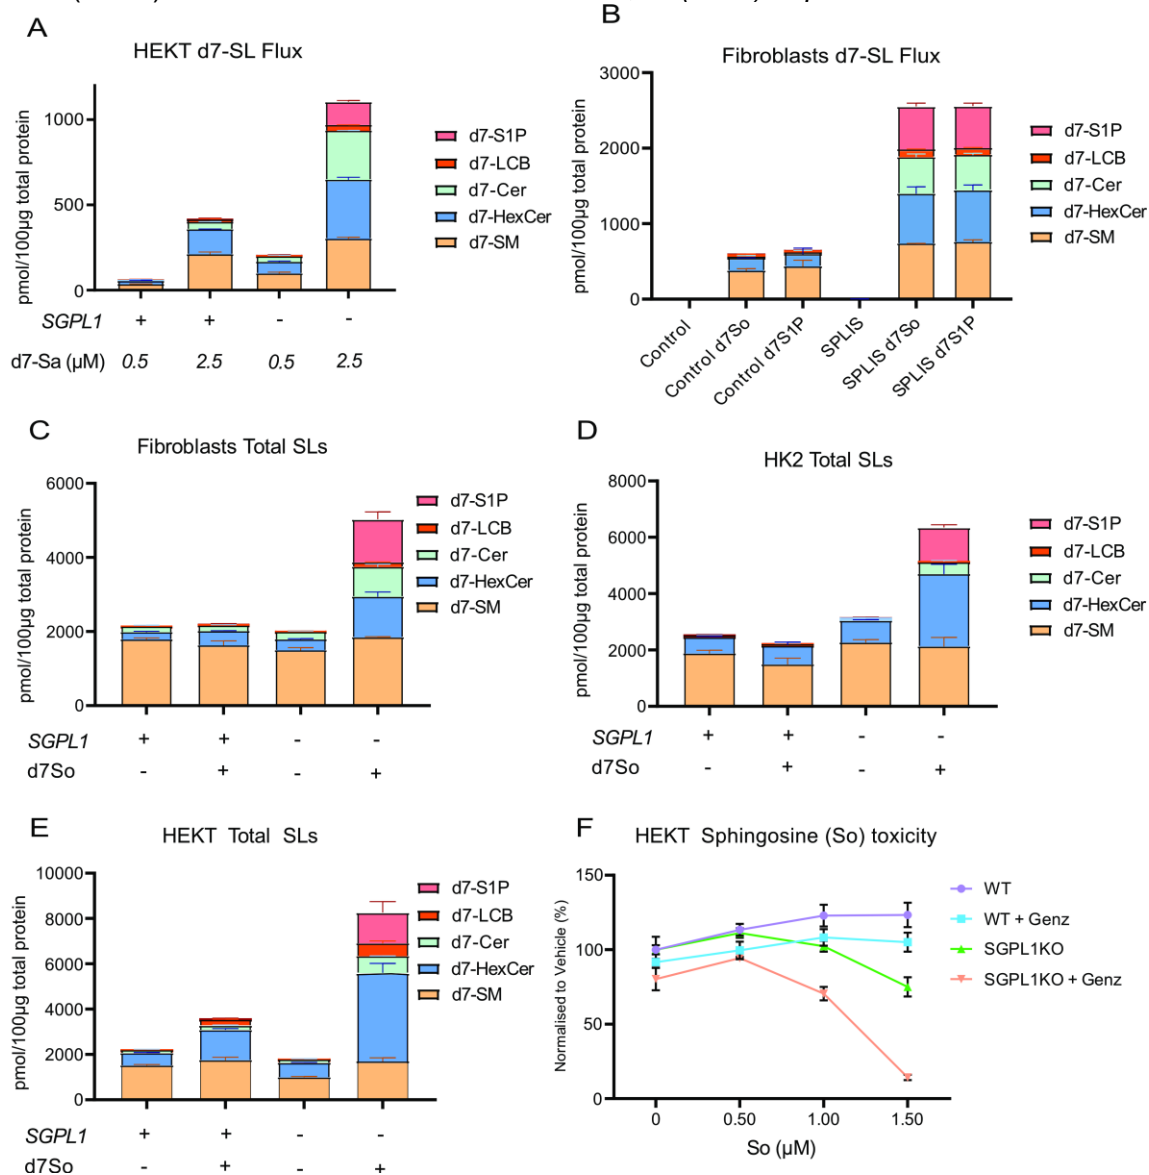 A
HEKT d7-SL Flux
pmol/100µg total protein
1000
500
0
d7-S1P
d7-LCB
d7-Cer
d7-HexCer
d7-SM
SGPL1 + + - -
d7-Sa (µM) 0.5 2.5 0.5 2.5
B
Fibroblasts d7-SL Flux
pmol/100µg total protein
3000
2000
1000
0
d7-S1P
d7-LCB
d7-Cer
d7-HexCer
d7-SM
Control
Control d7So
Control d7S1P
SPLIS
SPLIS d7So
SPLIS d7S1P
C
Fibroblasts Total SLs
pmol/100µg total protein
6000
4000
2000
0
d7-S1P
d7-LCB
d7-Cer
d7-HexCer
d7-SM
SGPL1 + + - -
d7So - + - +
D
HK2 Total SLs
pmol/100µg total protein
8000
6000
4000
2000
0
d7-S1P
d7-LCB
d7-Cer
d7-HexCer
d7-SM
SGPL1 + + - -
d7So - + - +
E
HEKT Total SLs
pmol/100µg total protein
10000
8000
6000
4000
2000
0
d7-S1P
d7-LCB
d7-Cer
d7-HexCer
d7-SM
SGPL1 + + - -
d7So - + - +
F
HEKT Sphingosine (So) toxicity
Normalised to Vehicle (%)
150
100
50
0
WT
WT + Genz
SGPL1KO
SGPL1KO + Genz
0 0.50 1.00 1.50
So (µM)